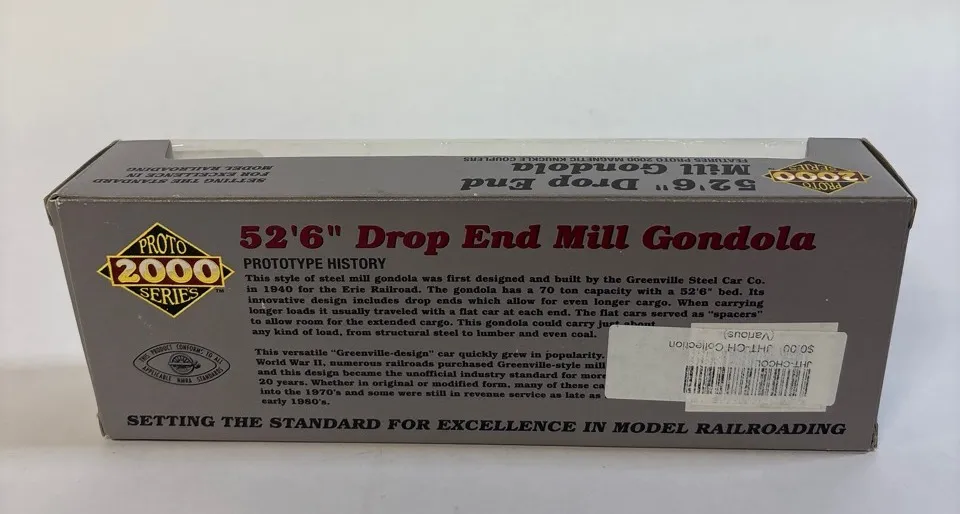 SETTING THE STANDARD
FOR EXCELLENCE IN
MODEL RAILROADING
52'6" Drop End
Mill Gondola
FEATURES PROTO 2000 MAGNETIC KNUCKLE COUPLERS
PROTO
2000
SERIES
PROTO
2000
SERIES
TM
52'6" Drop End Mill Gondola
PROTOTYPE HISTORY
This style of steel mill gondola was first designed and built by the Greenville Steel Car Co.
in 1940 for the Erie Railroad. The gondola has a 70 ton capacity with a 52'6" bed. Its
innovative design includes drop ends which allow for even longer cargo. When carrying
longer loads it usually traveled with a flat car at each end. The flat cars served as "spacers"
to allow room for the extended cargo. This gondola could carry just about
any kind of load, from structural steel to lumber and even coal.
This versatile "Greenville-design" car quickly grew in popularity.
World War II, numerous railroads purchased Greenville-style mill
and this design became the unofficial industry standard for more
20 years. Whether in original or modified form, many of these
into the 1970's and some were still in revenue service as late as
early 1980's.
THIS PRODUCT CONFORMS TO ALL
APPLICABLE NMRA STANDARDS
$0.00 JHT-CH Collection
(Various)
SETTING THE STANDARD FOR EXCELLENCE IN MODEL RAILROADING